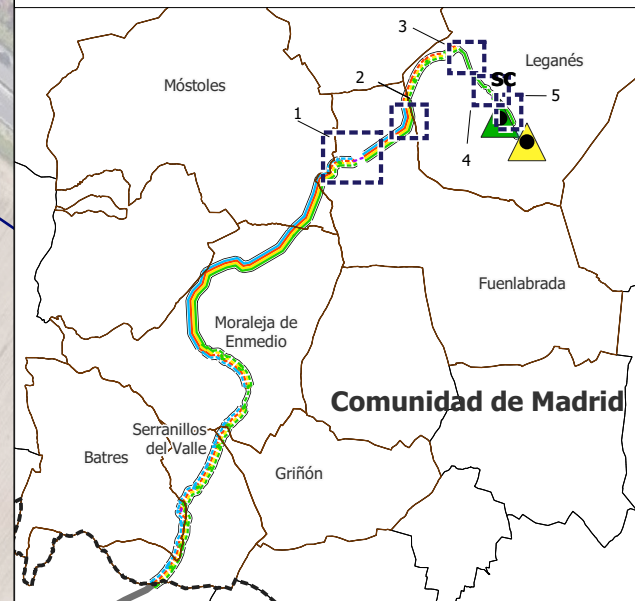 3
Leganés
Móstoles
2
SC
5
1
4
Fuenlabrada
Moraleja de
Enmedio
Comunidad de Madrid
Serranillos
del Valle
Batres
Griñón